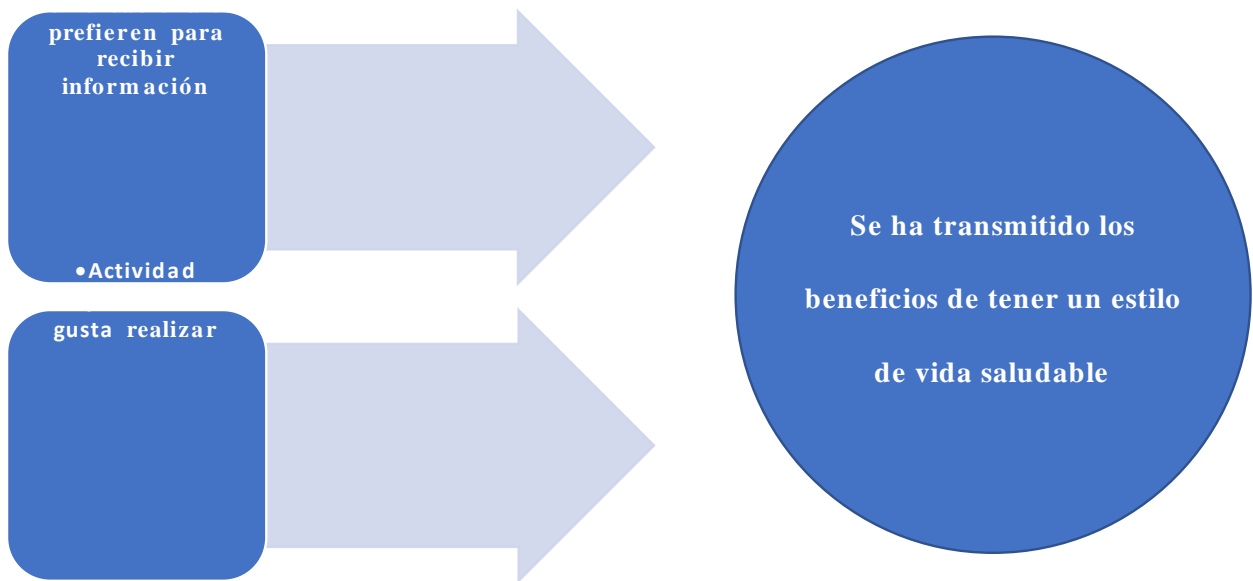 prefieren para
recibir
información
•Actividad
gusta realizar
Se ha transmitido los
beneficios de tener un estilo
de vida saludable